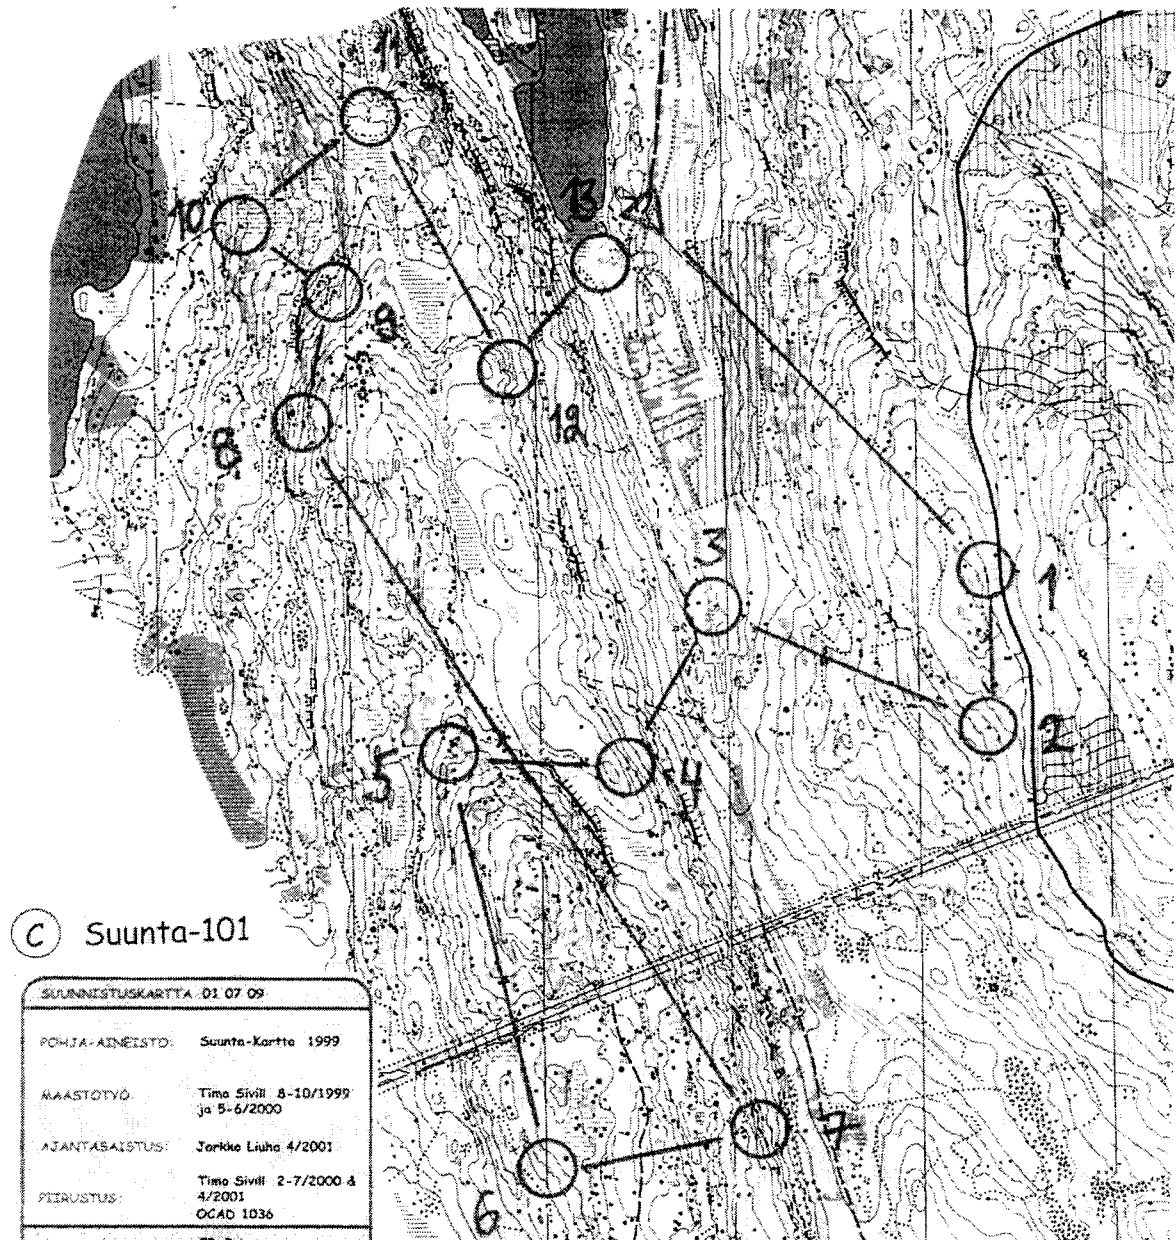 11
10
13
9
8
12
3
1
2
5
4
C Suunta-101
SUUNNISTUSKARTTA 01 07 09
POHJA-AINEISTO: Suunta-Kartta 1999
MAASTOTYÖ: Timo Sivill 8-10/1999
ja 5-6/2000
AJANTASAISTUS: Jarkko Liuha 4/2001
PIIRUSTUS: Timo Sivill 2-7/2000 &
4/2001
OCAD 1036
7
6